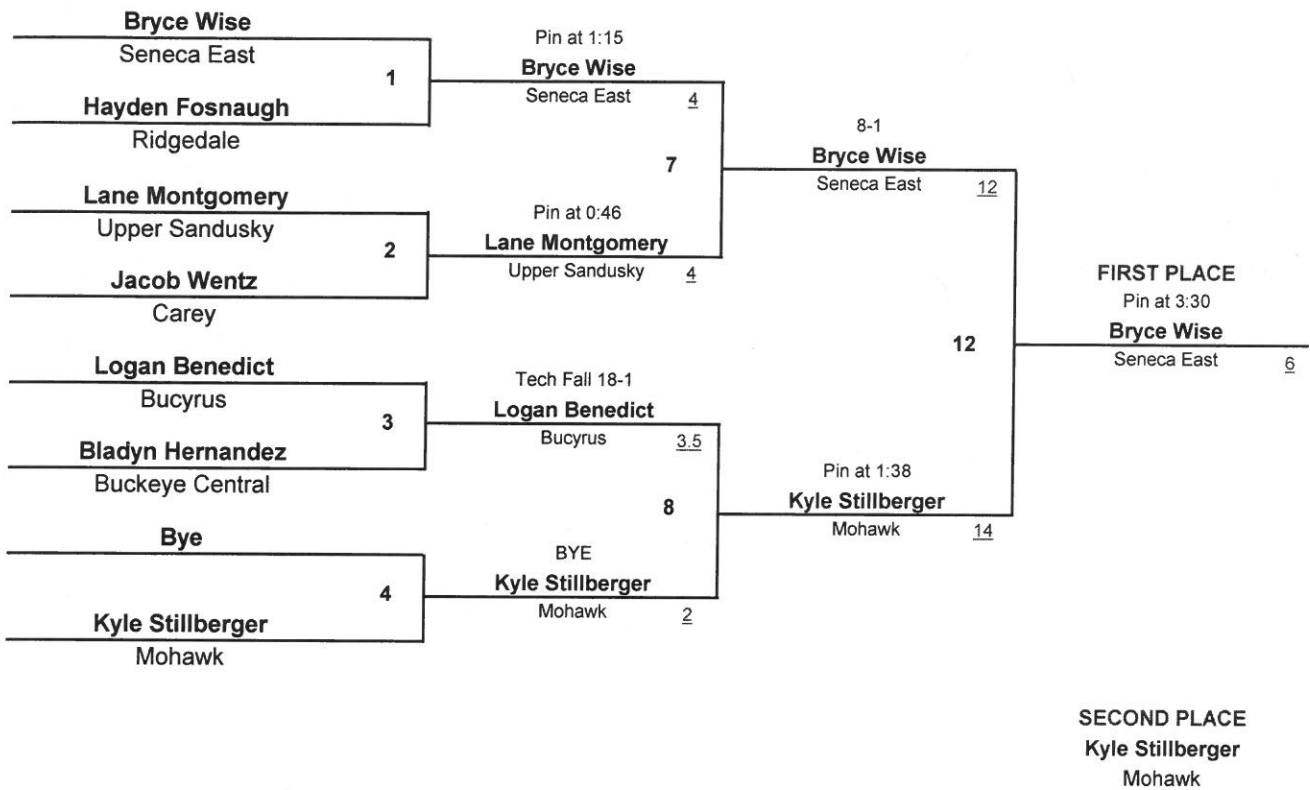 Bryce Wise
Seneca East
1
Hayden Fosnaugh
Ridgedale
Pin at 1:15
Bryce Wise
Seneca East 4
7
Lane Montgomery
Upper Sandusky
2
Jacob Wentz
Carey
Pin at 0:46
Lane Montgomery
Upper Sandusky 4
8-1
Bryce Wise
Seneca East 12
Logan Benedict
Bucyrus
3
Bladyn Hernandez
Buckeye Central
Tech Fall 18-1
Logan Benedict
Bucyrus 3.5
8
Bye
4
Kyle Stillberger
Mohawk
BYE
Kyle Stillberger
Mohawk 2
Pin at 1:38
Kyle Stillberger
Mohawk 14
12
FIRST PLACE
Pin at 3:30
Bryce Wise
Seneca East 6
SECOND PLACE
Kyle Stillberger
Mohawk